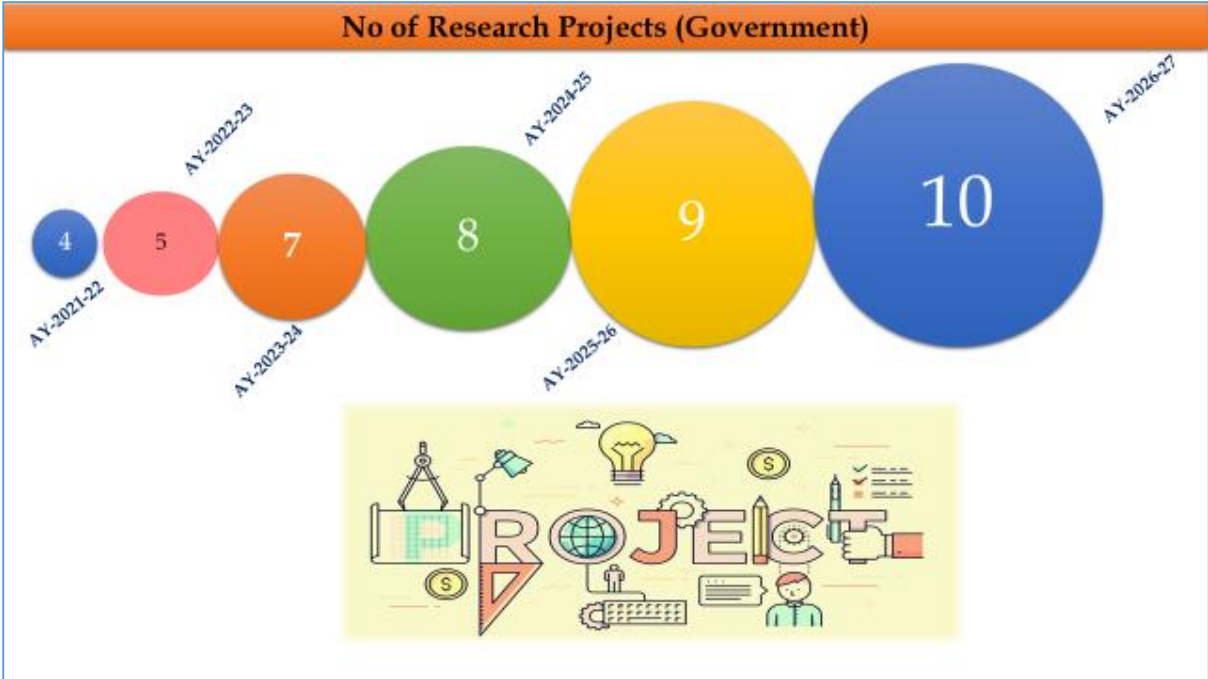 No of Research Projects (Government)
4
AY-2021-22
5
AY-2022-23
7
AY-2023-24
8
AY-2024-25
9
AY-2025-26
10
AY-2026-27
$
PROJECT
$